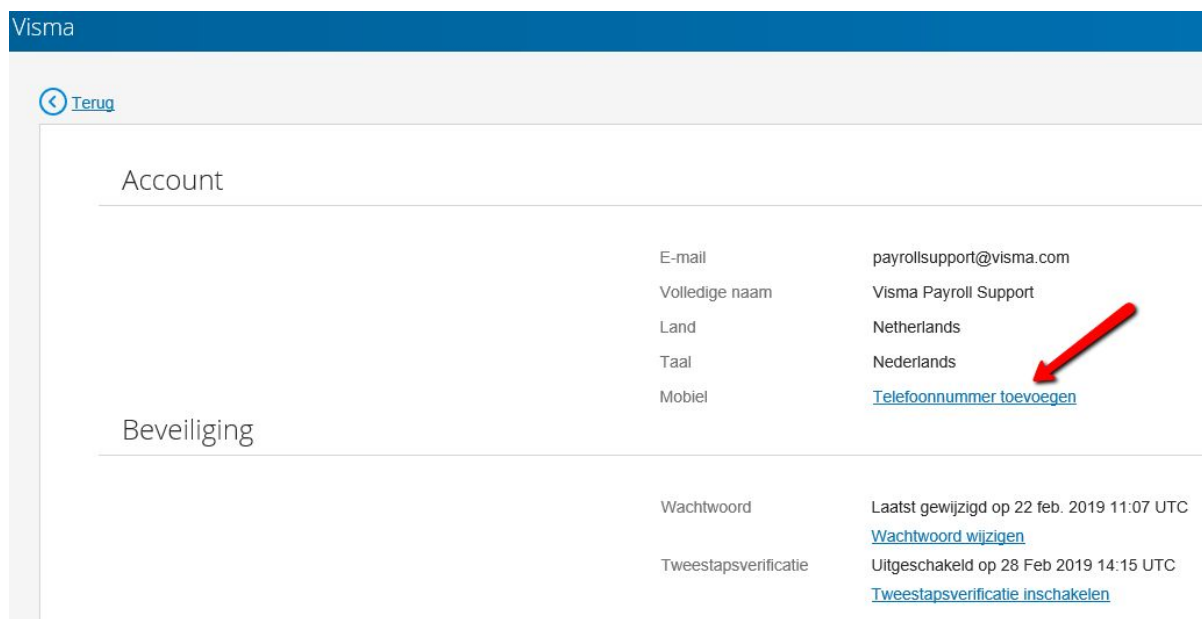 Visma
Terug
Account
E-mail payrollsupport@visma.com
Volledige naam Visma Payroll Support
Land Netherlands
Taal Nederlands
Mobiel Telefoonnummer toevoegen
Beveiliging
Wachtwoord Laatst gewijzigd op 22 feb. 2019 11:07 UTC
Wachtwoord wijzigen
Tweestapsverificatie Uitgeschakeld op 28 Feb 2019 14:15 UTC
Tweestapsverificatie inschakelen